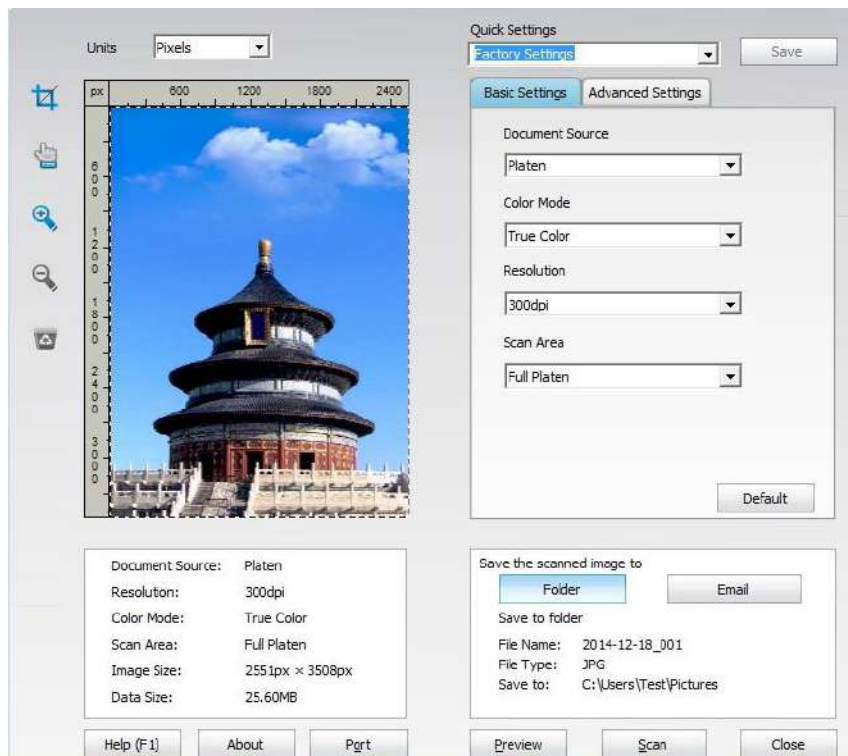 Units
Pixels
Quick Settings
Factory Settings
Save
px 600 1200 1800 2400
600
1200
1800
2400
3000
Basic Settings
Advanced Settings
Document Source
Platen
Color Mode
True Color
Resolution
300dpi
Scan Area
Full Platen
Default
Document Source: Platen
Resolution: 300dpi
Color Mode: True Color
Scan Area: Full Platen
Image Size: 2551px × 3508px
Data Size: 25.60MB
Save the scanned image to
Folder
Email
Save to folder
File Name: 2014-12-18_001
File Type: JPG
Save to: C:\Users\Test\Pictures
Help (F1)
About
Port
Preview
Scan
Close